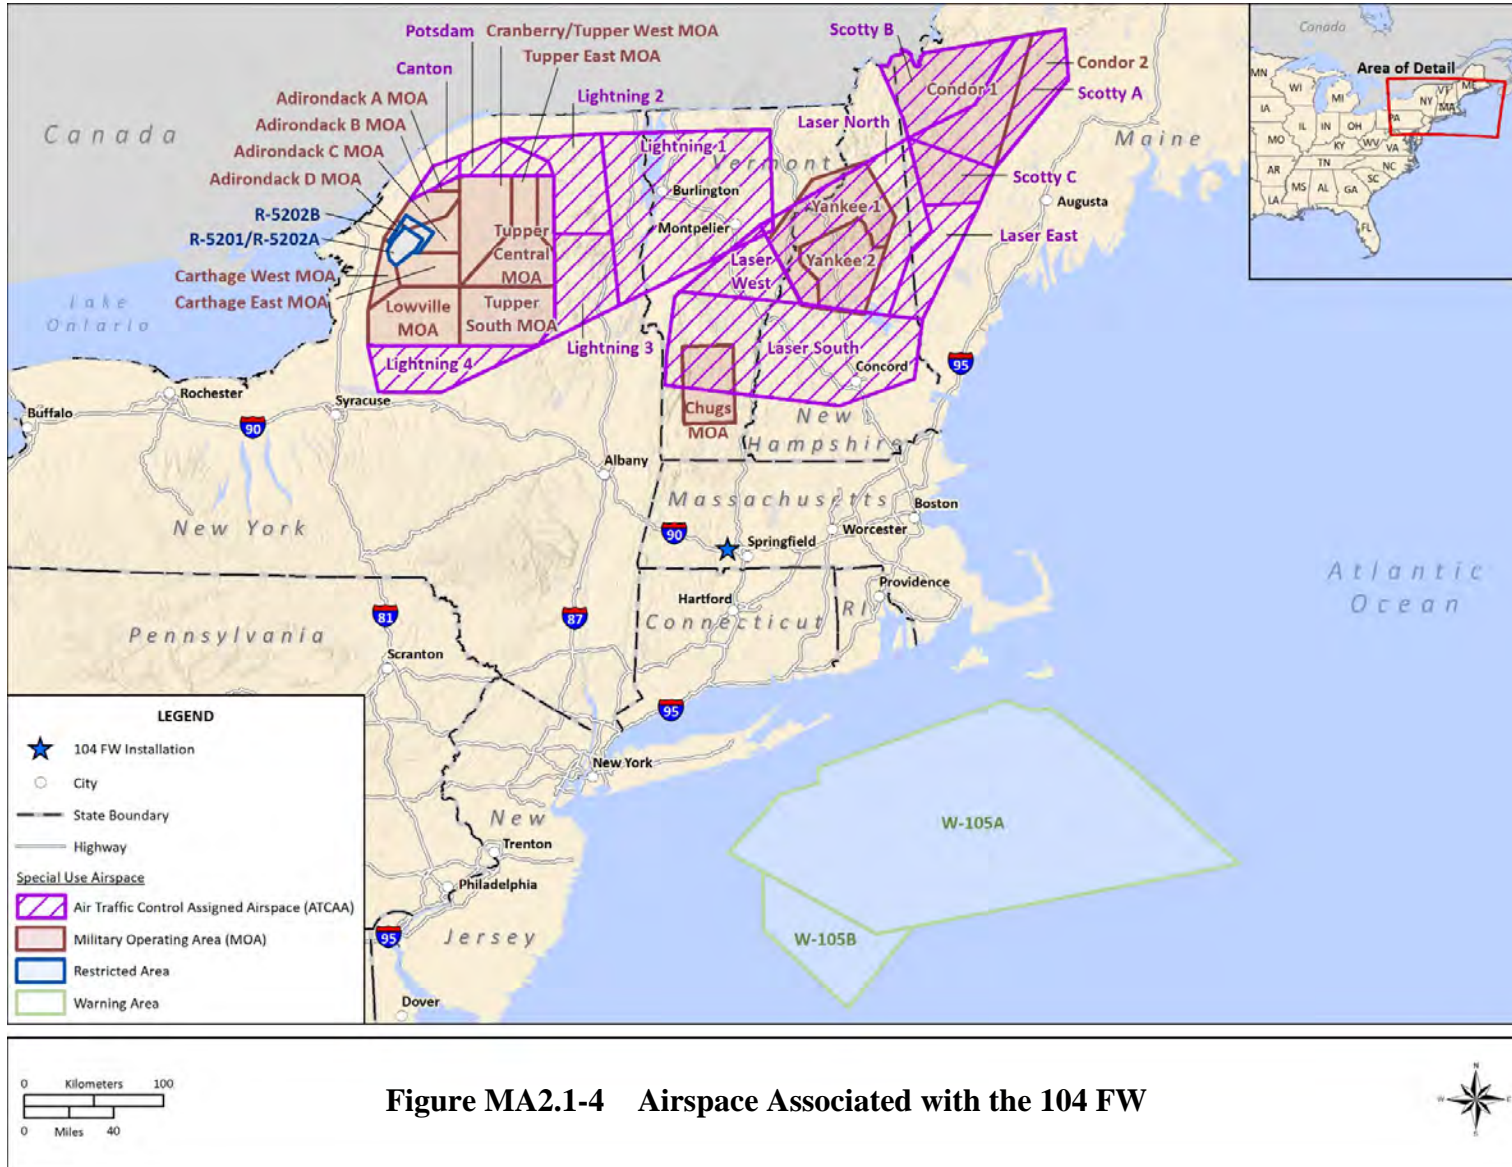 Potsdam
Cranberry/Tupper West MOA
Tupper East MOA
Canton
Lightning 2
Adirondack A MOA
Adirondack B MOA
Adirondack C MOA
Adirondack D MOA
R-5202B
R-5201/R-5202A
Carthage West MOA
Carthage East MOA
Canada
Lake
Ontario
Lowville
MOA
Tupper
Central
MOA
Tupper
South MOA
Lightning 4
Lightning 3
Lightning 1
Vermont
Burlington
Montpelier
Scotty B
Condor 1
Condor 2
Scotty A
Laser North
Maine
Scotty C
Augusta
Yankee 1
Yankee 2
Laser East
Laser
West
Laser South
Concord
Chugs
MOA
New
Hampshire
95
Rochester
Buffalo
90
Syracuse
Albany
New York
Massachusetts
Boston
90
Worcester
Springfield
Providence
Hartford
Connecticut
RI
Atlantic
Ocean
81
87
Pennsylvania
Scranton
95
New York
New
Jersey
Trenton
Philadelphia
95
Dover
W-105A
W-105B
Canada
Area of Detail
MN
WI
MI
IA
IL
IN
OH
PA
NY
VT
ME
MA
MO
KY
WV
VA
TN
NC
AR
SC
MS
AL
GA
LA
FL
LEGEND
104 FW Installation
City
State Boundary
Highway
Special Use Airspace
Air Traffic Control Assigned Airspace (ATCAA)
Military Operating Area (MOA)
Restricted Area
Warning Area
0 Kilometers 100
0 Miles 40
Figure MA2.1-4 Airspace Associated with the 104 FW
N
W
E
S